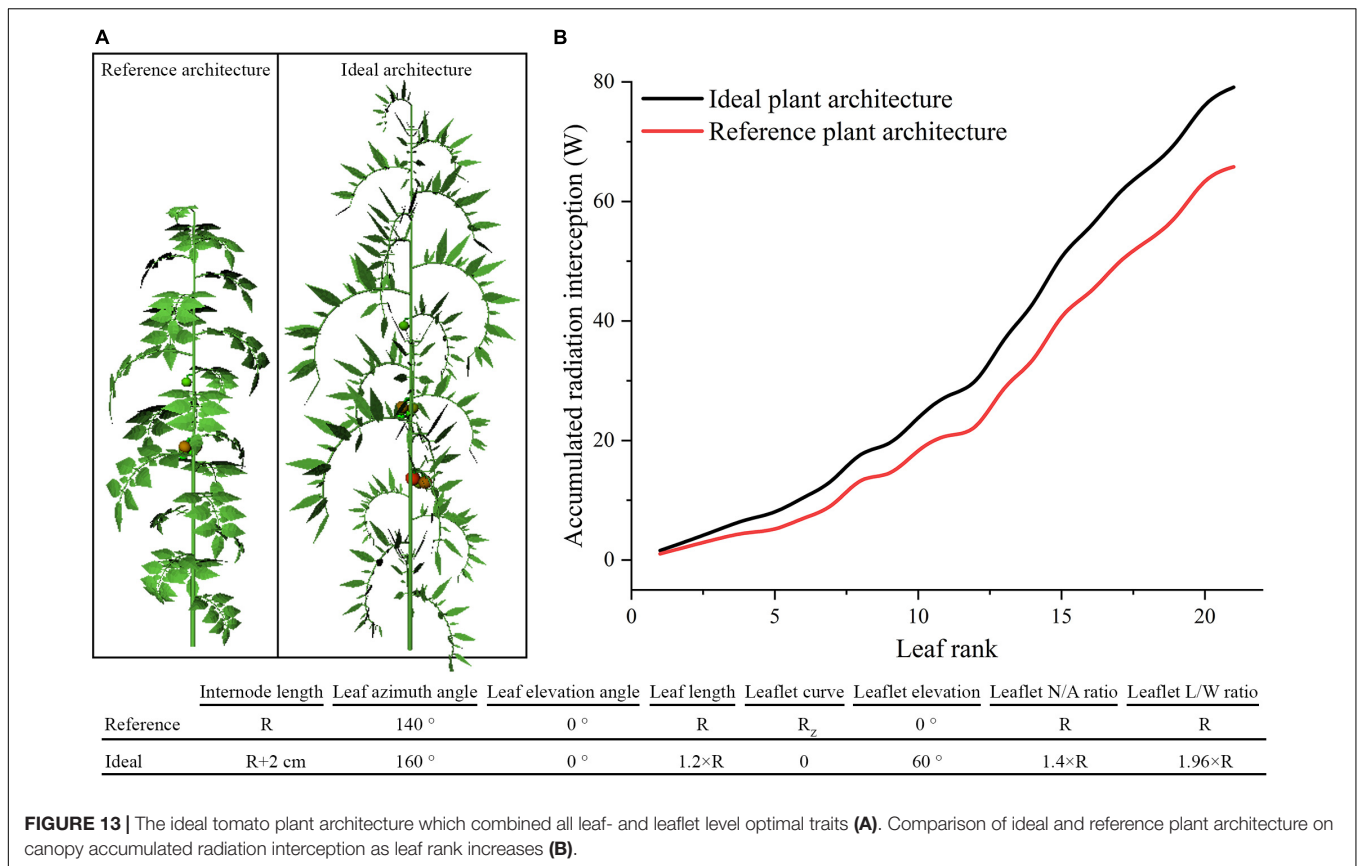 A
B
Reference architecture
Ideal architecture
Ideal plant architecture
Reference plant architecture
Accumulated radiation interception (W)
80
60
40
20
0
0
5
10
15
20
Leaf rank
Internode length Leaf azimuth angle Leaf elevation angle Leaf length Leaflet curve Leaflet elevation Leaflet N/A ratio Leaflet L/W ratio
Reference R 140 ° 0 ° R Rz 0 ° R R
Ideal R+2 cm 160 ° 0 ° 1.2×R 0 60 ° 1.4×R 1.96×R
FIGURE 13 | The ideal tomato plant architecture which combined all leaf- and leaflet level optimal traits (A). Comparison of ideal and reference plant architecture on
canopy accumulated radiation interception as leaf rank increases (B).